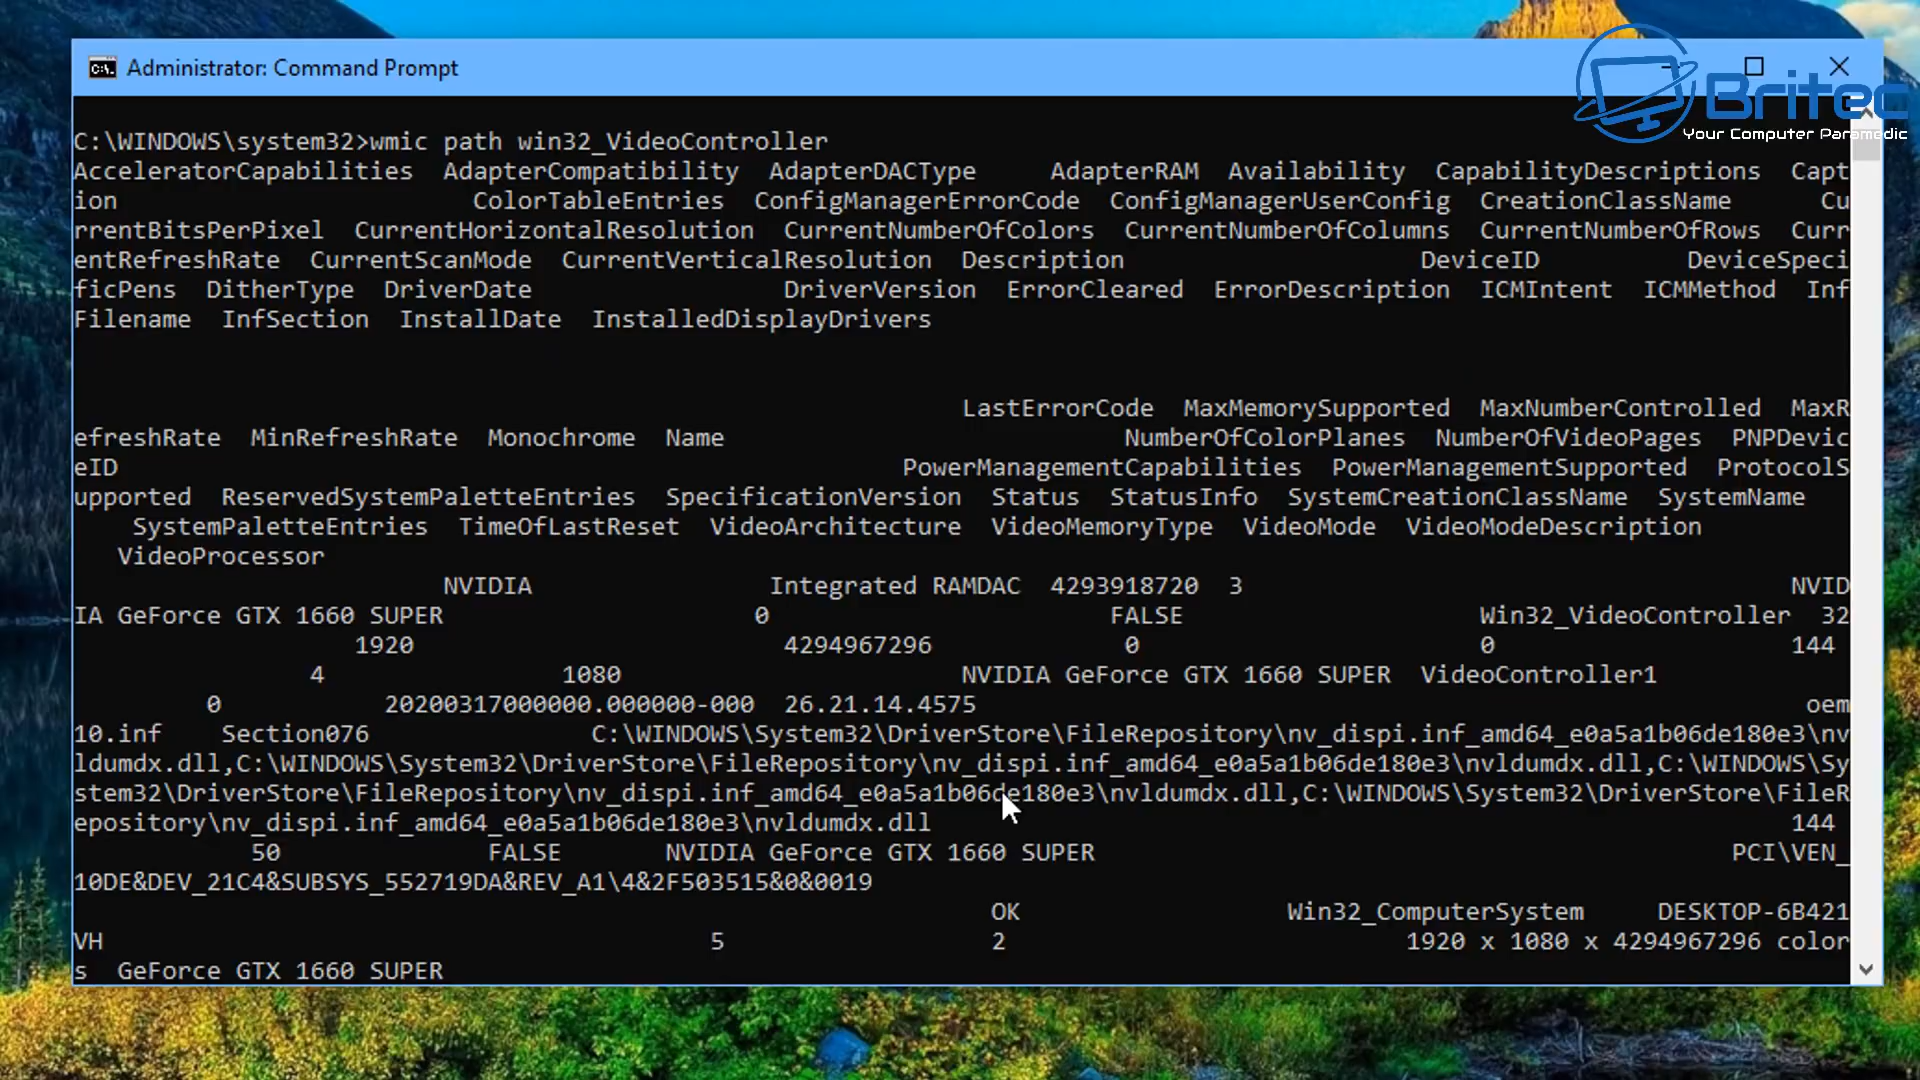 Administrator: Command Prompt
Your Computer Paramedic
C:\WINDOWS\system32>wmic path win32_VideoController
AcceleratorCapabilities  AdapterCompatibility  AdapterDACType     AdapterRAM  Availability  CapabilityDescriptions  Capt
ion                        ColorTableEntries  ConfigManagerErrorCode  ConfigManagerUserConfig  CreationClassName      Cu
rrentBitsPerPixel  CurrentHorizontalResolution  CurrentNumberOfColors  CurrentNumberOfColumns  CurrentNumberOfRows  Curr
entRefreshRate  CurrentScanMode  CurrentVerticalResolution  Description                    DeviceID          DeviceSpeci
ficPens  DitherType  DriverDate                 DriverVersion  ErrorCleared  ErrorDescription  ICMIntent  ICMMethod  Inf
Filename  InfSection  InstallDate  InstalledDisplayDrivers
LastErrorCode  MaxMemorySupported  MaxNumberControlled  MaxR
efreshRate  MinRefreshRate  Monochrome  Name                           NumberOfColorPlanes  NumberOfVideoPages  PNPDevic
eID                                                     PowerManagementCapabilities  PowerManagementSupported  ProtocolS
upported  ReservedSystemPaletteEntries  SpecificationVersion  Status  StatusInfo  SystemCreationClassName  SystemName
SystemPaletteEntries  TimeOfLastReset  VideoArchitecture  VideoMemoryType  VideoMode  VideoModeDescription
VideoProcessor
NVIDIA                Integrated RAMDAC  4293918720  3                                     NVID
IA GeForce GTX 1660 SUPER                     0                       FALSE                    Win32_VideoController  32
1920                         4294967296             0                       0                    144
4                1080                       NVIDIA GeForce GTX 1660 SUPER  VideoController1
0           20200317000000.000000-000  26.21.14.4575                                                        oem
10.inf    Section076               C:\WINDOWS\System32\DriverStore\FileRepository\nv_dispi.inf_amd64_e0a5a1b06de180e3\nv
ldumdx.dll,C:\WINDOWS\System32\DriverStore\FileRepository\nv_dispi.inf_amd64_e0a5a1b06de180e3\nvldumdx.dll,C:\WINDOWS\Sy
stem32\DriverStore\FileRepository\nv_dispi.inf_amd64_e0a5a1b06de180e3\nvldumdx.dll,C:\WINDOWS\System32\DriverStore\FileR
epository\nv_dispi.inf_amd64_e0a5a1b06de180e3\nvldumdx.dll                                                          144
50              FALSE       NVIDIA GeForce GTX 1660 SUPER                                           PCI\VEN_
10DE&DEV_21C4&SUBSYS_552719DA&REV_A1\4&2F503515&0&0019
OK                  Win32_ComputerSystem     DESKTOP-6B421
VH                                         5                  2                           1920 x 1080 x 4294967296 color
s  GeForce GTX 1660 SUPER